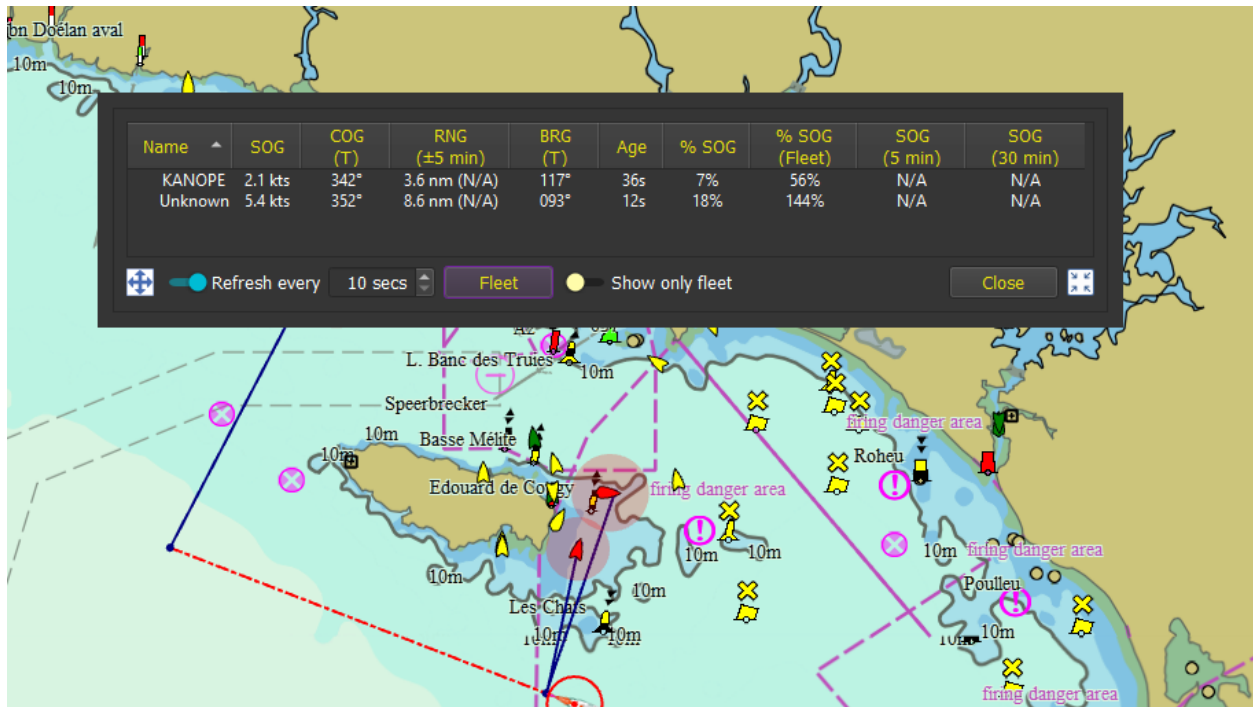 bn Doëlan aval
10m
10m
Name SOG COG (T) RNG (±5 min) BRG (T) Age % SOG % SOG (Fleet) SOG (5 min) SOG (30 min)
KANOPE 2.1 kts 342° 3.6 nm (N/A) 117° 36s 7% 56% N/A N/A
Unknown 5.4 kts 352° 8.6 nm (N/A) 093° 12s 18% 144% N/A N/A
Refresh every 10 secs Fleet Show only fleet Close
L. Banc des Truies
10m
Speerbrecker
firing danger area
10m
Basse Mélite
10m
Roheu
Edouard de Cougy
firing danger area
10m
10m
10m
firing danger area
10m
10m
Poulleu
Les Chats
10m
10m
10m
firing danger area